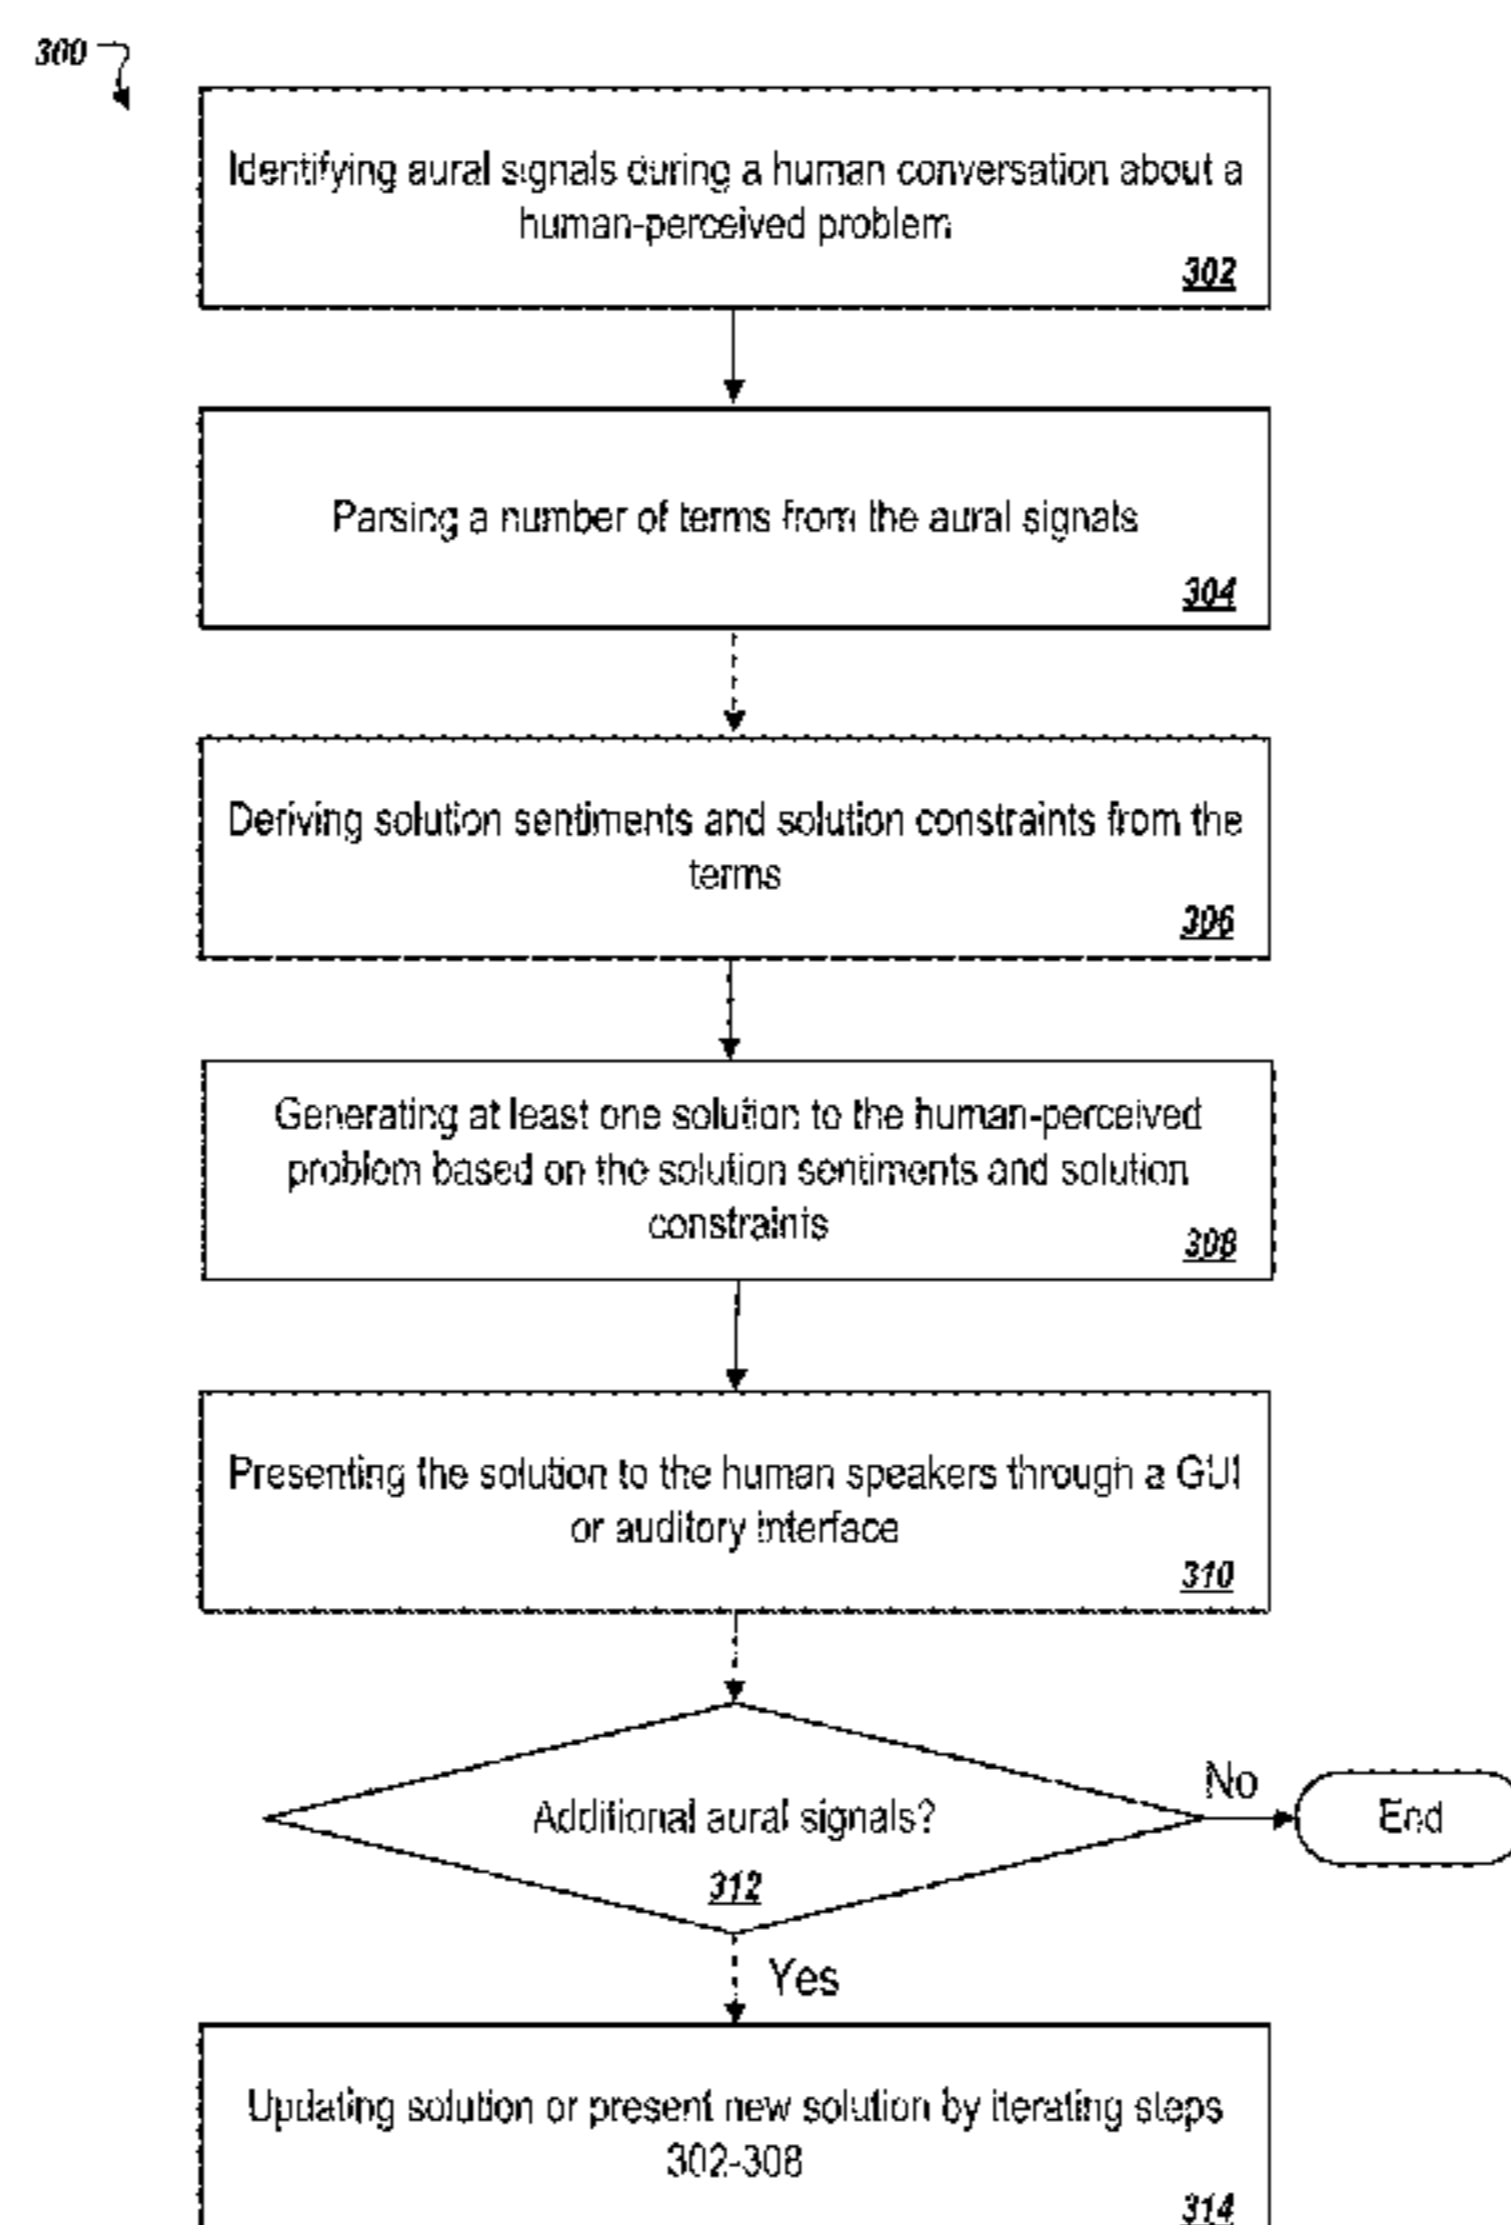 300
Identifying aural signals during a human conversation about a
human-perceived problem
302
Parsing a number of terms from the aural signals
304
Deriving solution sentiments and solution constraints from the
terms
306
Generating at least one solution to the human-perceived
problem based on the solution sentiments and solution
constraints
308
Presenting the solution to the human speakers through a GUI
or auditory interface
310
Additional aural signals?
312
No
End
Yes
Updating solution or present new solution by iterating steps
302-308
314